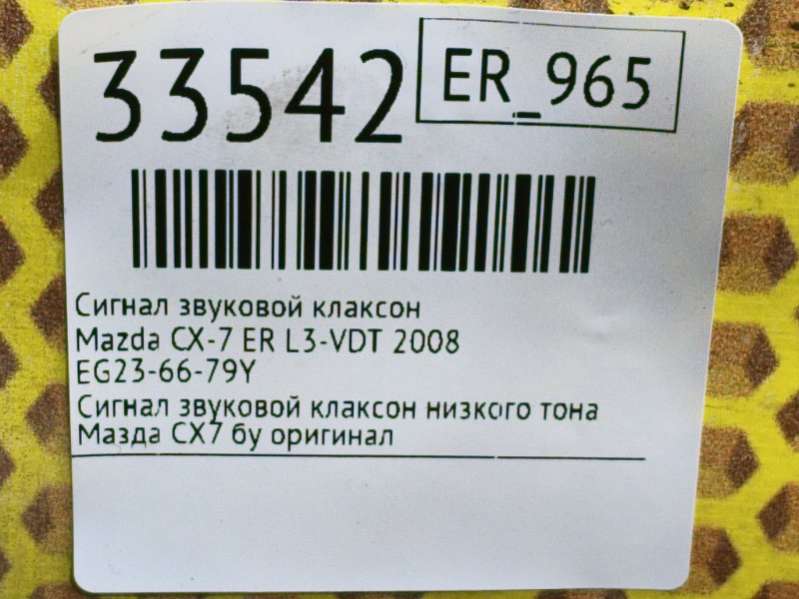 33542
ER_965
Сигнал звуковой клаксон
Mazda CX-7 ER L3-VDT 2008
EG23-66-79Y
Сигнал звуковой клаксон низкого тона
Мазда СХ7 бу оригинал